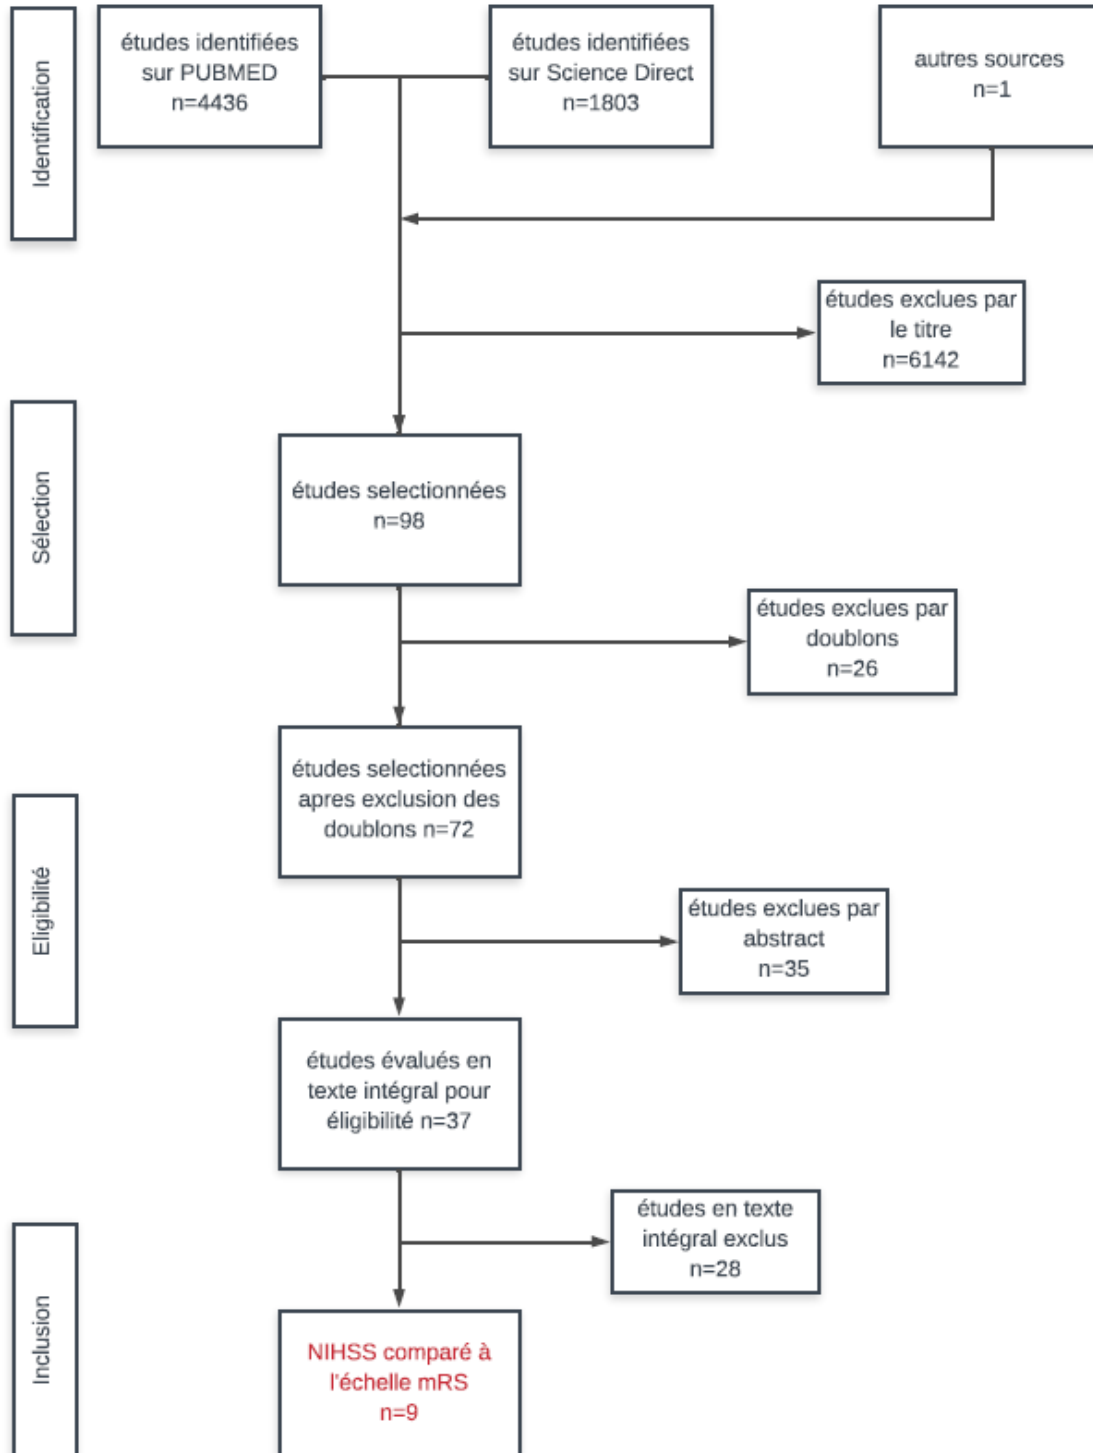 Identification
études identifiées
sur PUBMED
n=4436
études identifiées
sur Science Direct
n=1803
autres sources
n=1
études exclues par
le titre
n=6142
Sélection
études selectionnées
n=98
études exclues par
doublons
n=26
études selectionnées
apres exclusion des
doublons n=72
Eligibilité
études exclues par
abstract
n=35
études évalués en
texte intégral pour
éligibilité n=37
études en texte
intégral exclus
n=28
Inclusion
NIHSS comparé à
l'échelle mRS
n=9